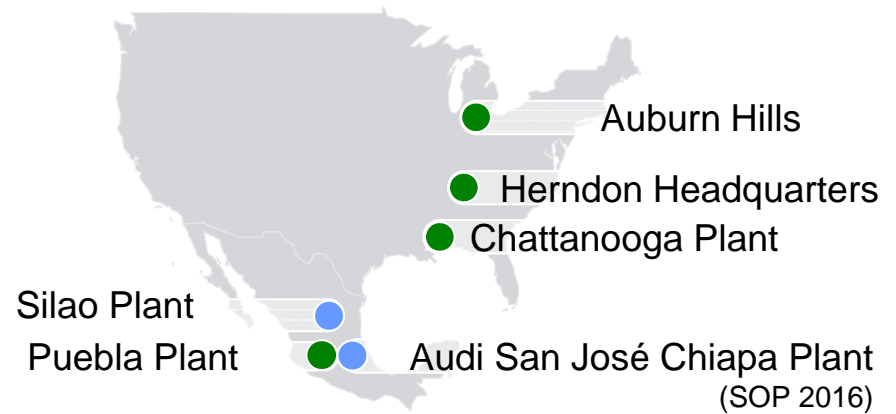 Auburn Hills
Herndon Headquarters
Chattanooga Plant
Silao Plant
Puebla Plant
Audi San José Chiapa Plant
(SOP 2016)